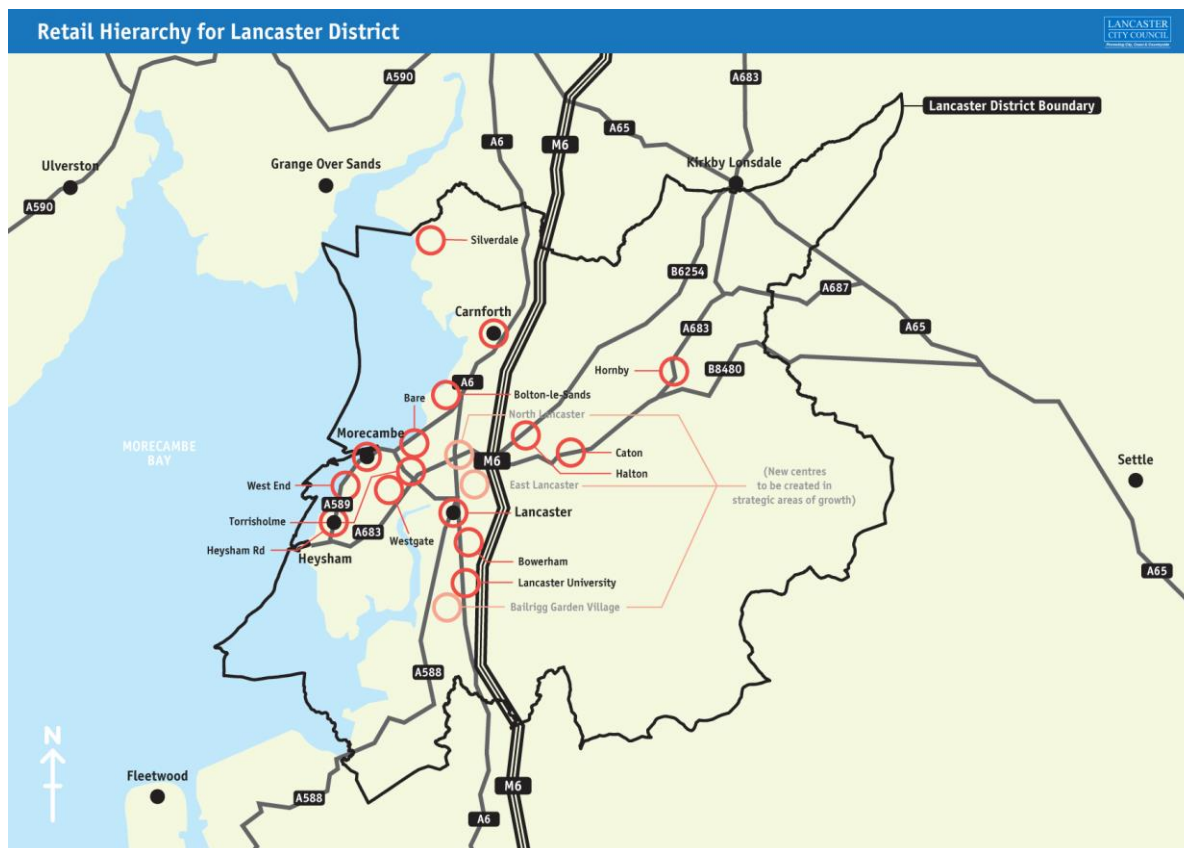 Retail Hierarchy for Lancaster District
LANCASTER
CITY COUNCIL
Promoting City, Coast & Countryside
A590
A590
A6
M6
A65
A683
Lancaster District Boundary
Ulverston
Grange Over Sands
Kirkby Lonsdale
Silverdale
B6254
A687
Carnforth
A683
A65
Hornby
B8480
A6
Bare
Bolton-le-Sands
North Lancaster
Morecambe
MORECAMBE
BAY
M6
Caton
Halton
Settle
(New centres
to be created in
strategic areas of growth)
West End
East Lancaster
A589
Torrisholme
A683
Lancaster
Westgate
Heysham Rd
Heysham
Bowerham
Lancaster University
Bailrigg Garden Village
A65
A588
N
Fleetwood
A588
M6
A6